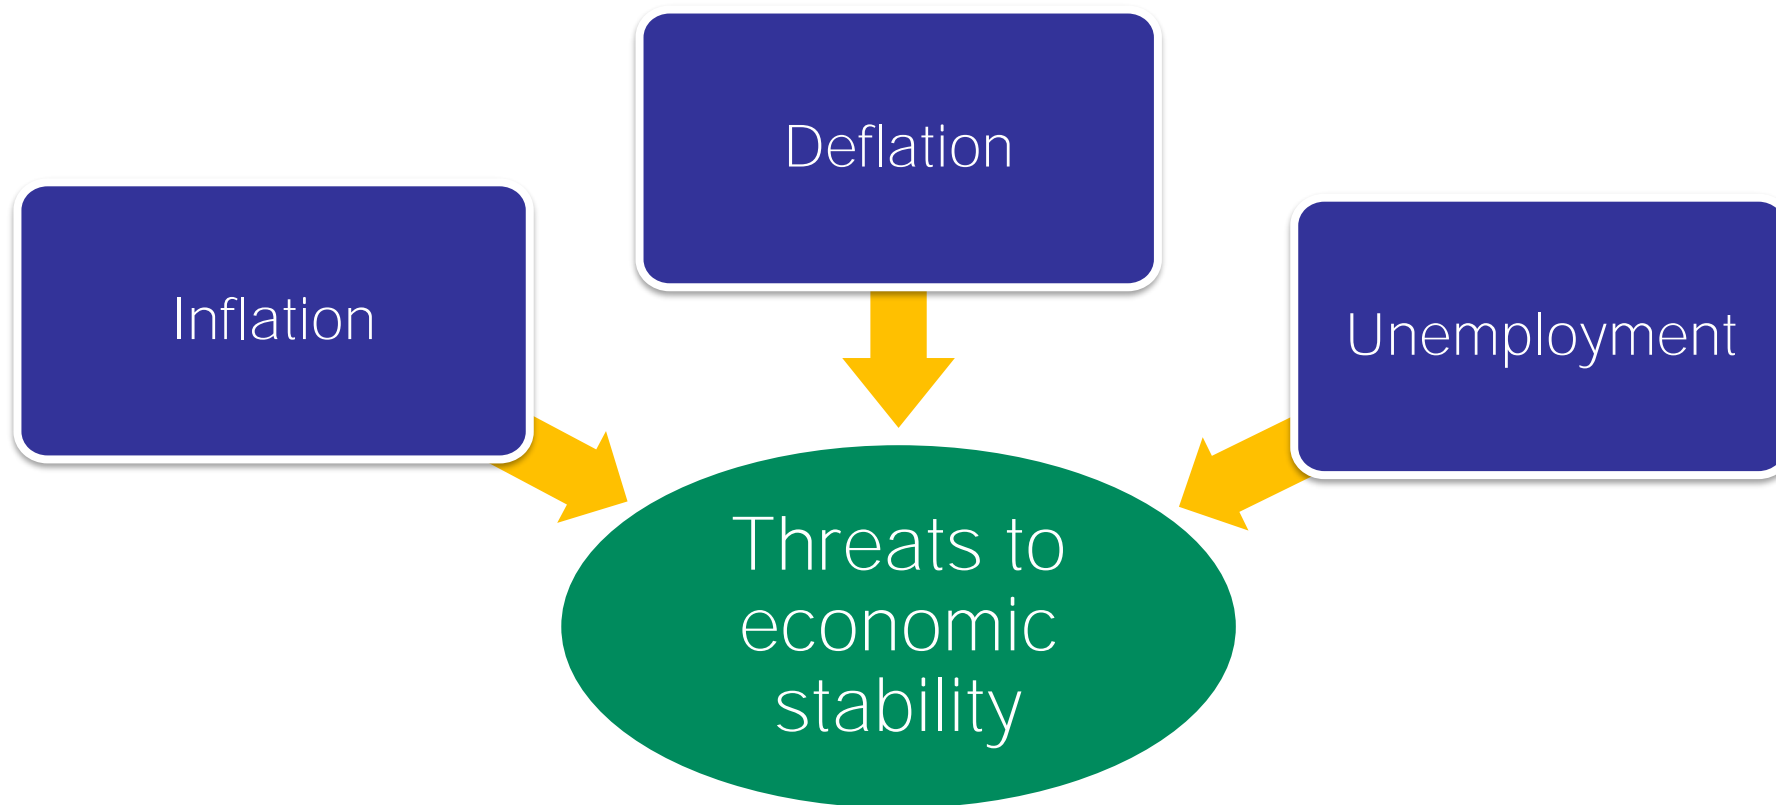 Deflation
Inflation
Unemployment
Threats to
economic
stability